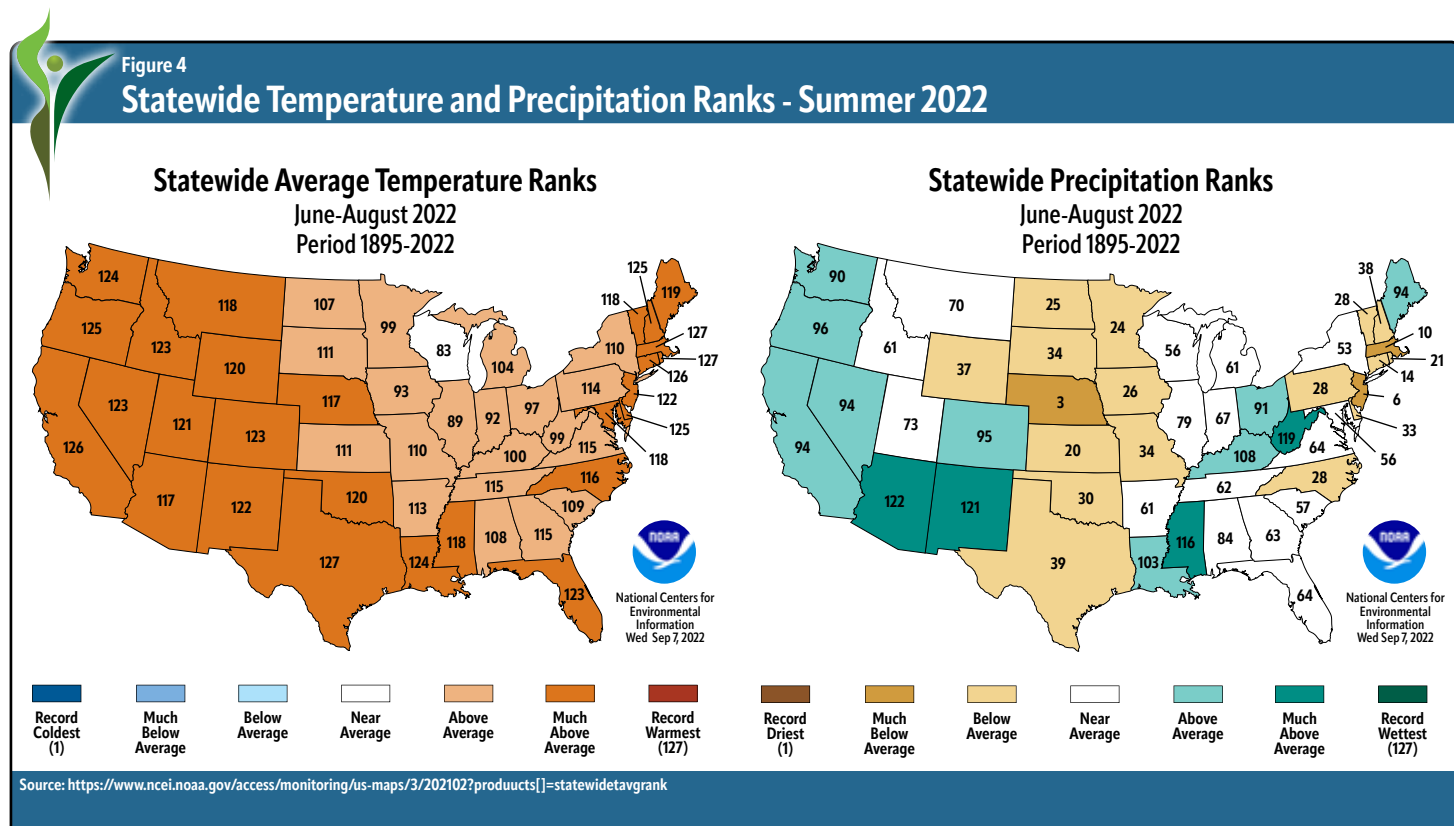 Figure 4
Statewide Temperature and Precipitation Ranks - Summer 2022
Statewide Average Temperature Ranks
June-August 2022
Period 1895-2022
124
118
107
99
83
104
110
118
125
119
127
127
126
122
125
118
125
123
120
111
93
117
89
92
97
114
99
115
123
121
123
111
110
100
126
117
122
120
113
115
116
109
127
124
118
108
115
123
NOAA
National Centers for
Environmental
Information
Wed Sep 7, 2022
Record
Coldest
(1)
Much
Below
Average
Below
Average
Near
Average
Above
Average
Much
Above
Average
Record
Warmest
(127)
Statewide Precipitation Ranks
June-August 2022
Period 1895-2022
90
70
25
24
56
61
53
28
38
94
10
21
14
6
33
56
96
61
37
34
26
3
79
67
91
28
119
64
94
73
95
20
34
108
94
122
121
30
61
62
28
57
39
103
116
84
63
64
NOAA
National Centers for
Environmental
Information
Wed Sep 7, 2022
Record
Driest
(1)
Much
Below
Average
Below
Average
Near
Average
Above
Average
Much
Above
Average
Record
Wettest
(127)
Source: https://www.ncei.noaa.gov/access/monitoring/us-maps/3/202102?produucts[]=statewidetavgrank